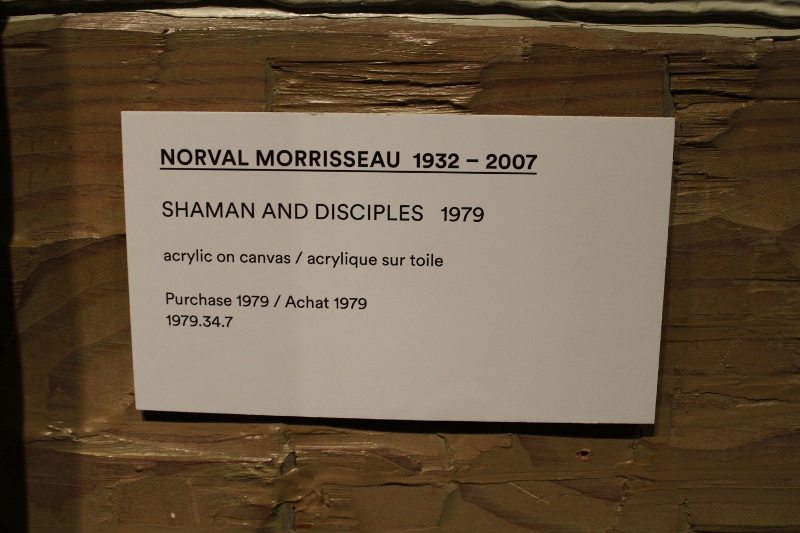 NORVAL MORRISSEAU 1932 – 2007
SHAMAN AND DISCIPLES 1979
acrylic on canvas / acrylique sur toile
Purchase 1979 / Achat 1979
1979.34.7